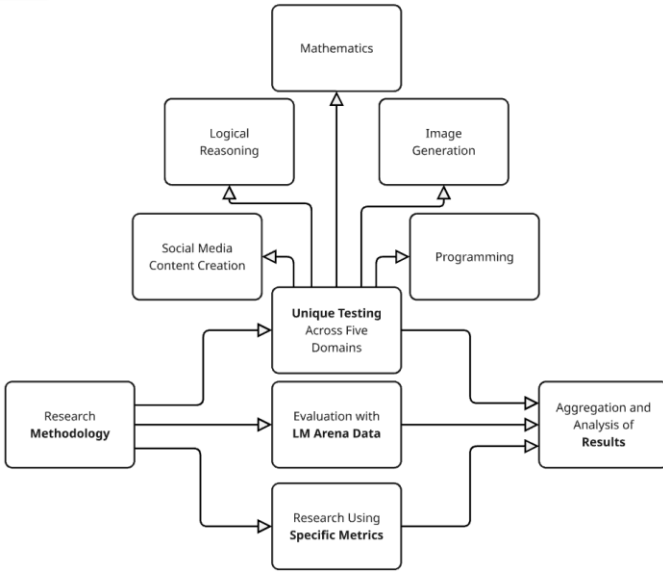 Mathematics
Logical
Reasoning
Image
Generation
Social Media
Content Creation
Programming
Unique Testing
Across Five
Domains
Research
Methodology
Evaluation with
LM Arena Data
Aggregation and
Analysis of
Results
Research Using
Specific Metrics